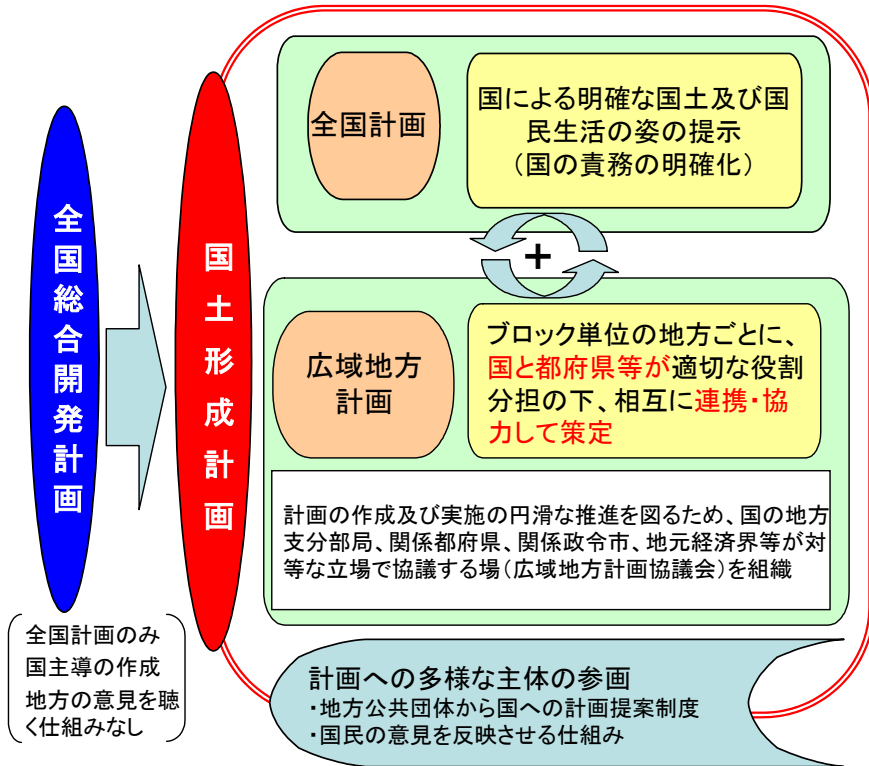 全国総合開発計画
全国計画のみ
国主導の作成
地方の意見を聴
く仕組みなし
国土形成計画
全国計画
国による明確な国土及び国
民生活の姿の提示
（国の責務の明確化）
+
広域地方
計画
ブロック単位の地方ごとに、
国と都府県等が適切な役割
分担の下、相互に連携・協
力して策定
計画の作成及び実施の円滑な推進を図るため、国の地方
支分部局、関係都府県、関係政令市、地元経済界等が対
等な立場で協議する場（広域地方計画協議会）を組織
計画への多様な主体の参画
・地方公共団体から国への計画提案制度
・国民の意見を反映させる仕組み